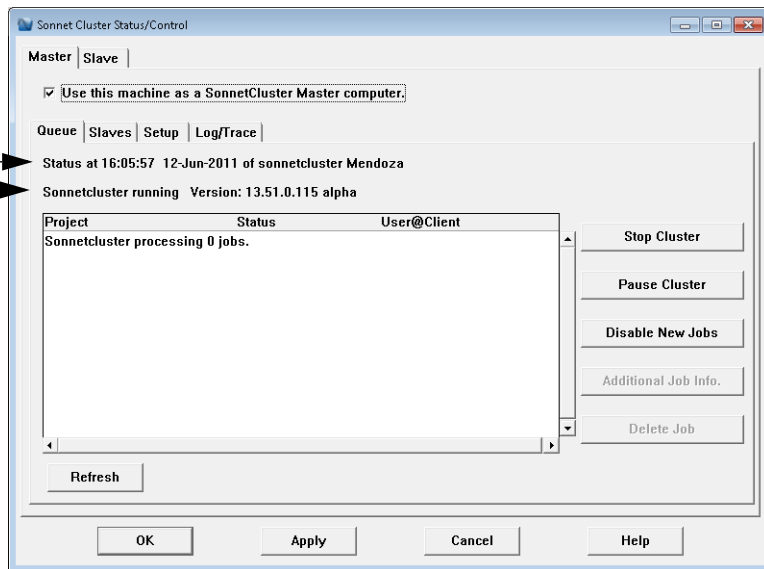 Sonnet Cluster Status/Control
Master Slave
Use this machine as a SonnetCluster Master computer.
Queue Slaves Setup Log/Trace
Status at 16:05:57 12-Jun-2011 of sonnetcluster Mendoza
Sonnetcluster running Version: 13.51.0.115 alpha
Project Status User@Client
Sonnetcluster processing 0 jobs.
Stop Cluster
Pause Cluster
Disable New Jobs
Additional Job Info.
Delete Job
Refresh
OK Apply Cancel Help